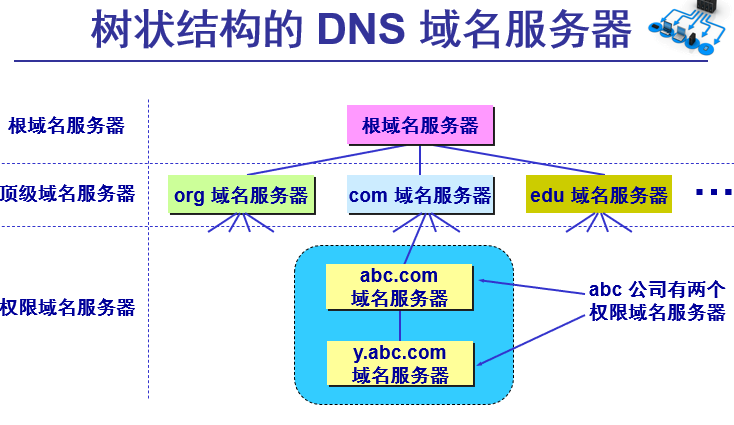 树状结构的 DNS 域名服务器
根域名服务器
根域名服务器
顶级域名服务器
org 域名服务器
com 域名服务器
edu 域名服务器
…
权限域名服务器
abc.com
域名服务器
y.abc.com
域名服务器
abc 公司有两个
权限域名服务器